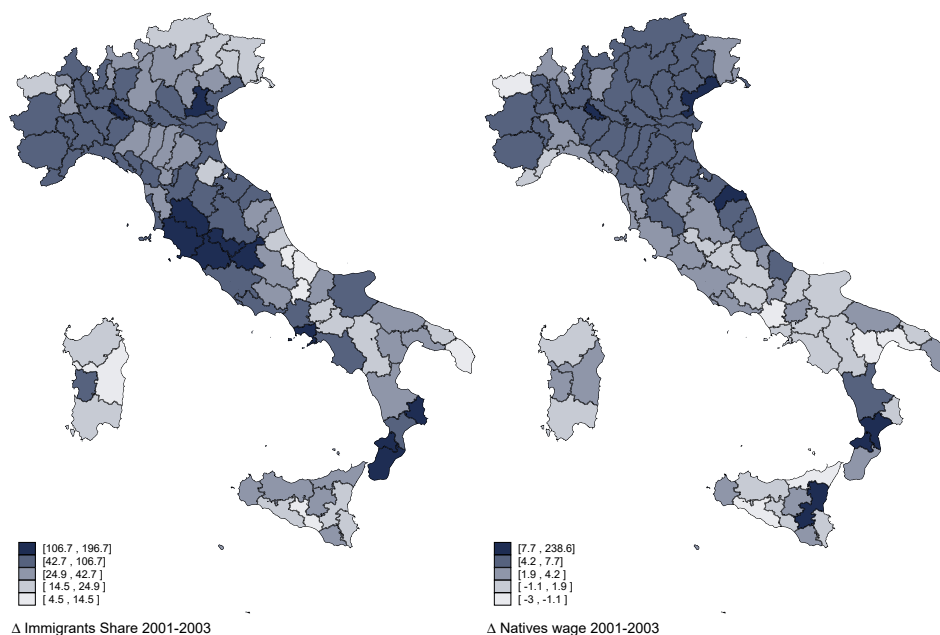 [106.7 , 196.7]
[42.7 , 106.7]
[24.9 , 42.7]
[ 14.5 , 24.9 ]
[ 4.5 , 14.5 ]
Δ Immigrants Share 2001-2003
[7.7 , 238.6]
[4.2 , 7.7]
[1.9 , 4.2]
[ -1.1 , 1.9 ]
[ -3 , -1.1 ]
Δ Natives wage 2001-2003